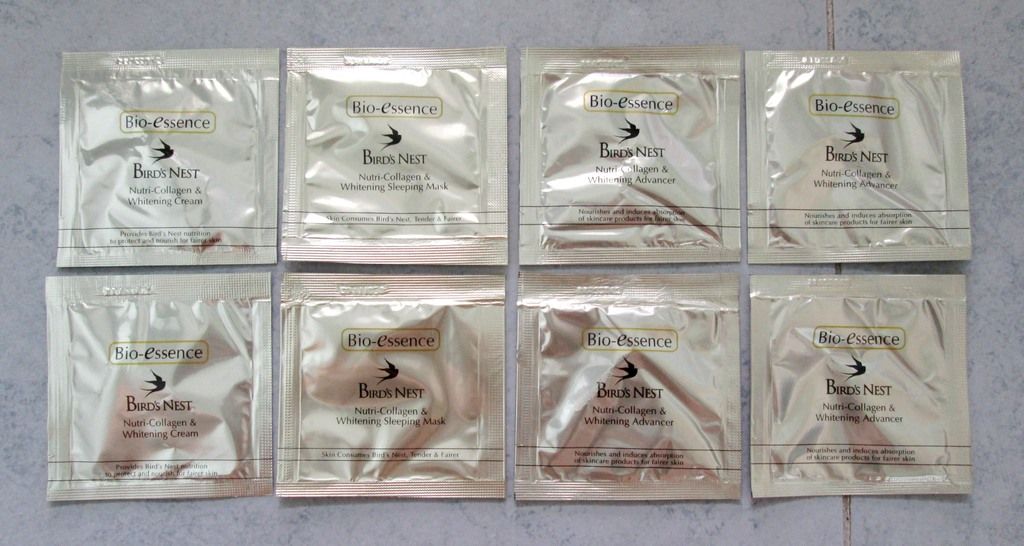 Bio-essence
BIRD'S NEST
Nutri-Collagen &
Whitening Cream
Provides Bird's Nest nutrition
to protect and nourish for fairer skin
Bio-essence
BIRD'S NEST
Nutri-Collagen &
Whitening Sleeping Mask
Skin Consumes Bird's Nest, Tender & Fairer
Bio-essence
BIRD'S NEST
Nutri-Collagen &
Whitening Advancer
Nourishes and induces absorption
of skincare products for fairer skin
Bio-essence
BIRD'S NEST
Nutri-Collagen &
Whitening Advancer
Nourishes and induces absorption
of skincare products for fairer skin
Bio-essence
BIRD'S NEST
Nutri-Collagen &
Whitening Cream
Provides Bird's Nest nutrition
to protect and nourish for fairer skin
Bio-essence
BIRD'S NEST
Nutri-Collagen &
Whitening Sleeping Mask
Skin Consumes Bird's Nest, Tender & Fairer
Bio-essence
BIRD'S NEST
Nutri-Collagen &
Whitening Advancer
Nourishes and induces absorption
of skincare products for fairer skin
Bio-essence
BIRD'S NEST
Nutri-Collagen &
Whitening Advancer
Nourishes and induces absorption
of skincare products for fairer skin